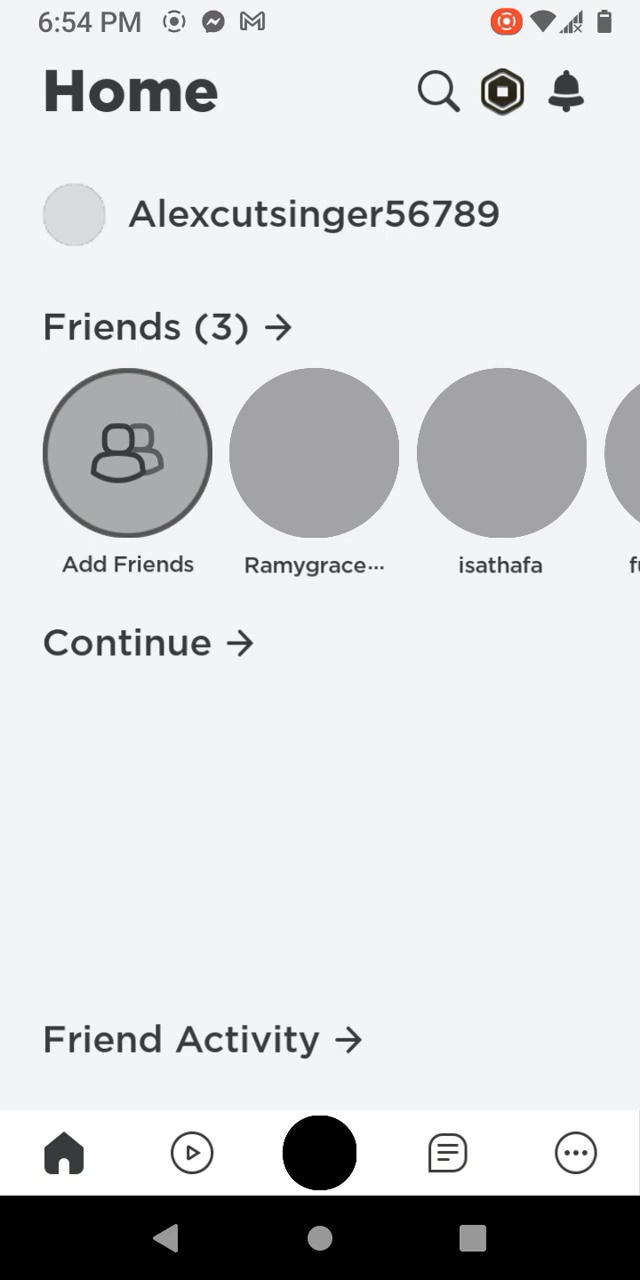 6:54 PM
Home
Alexcutsinger56789
Friends (3) →
Add Friends
Ramygrace...
isathafa
Continue →
Friend Activity →